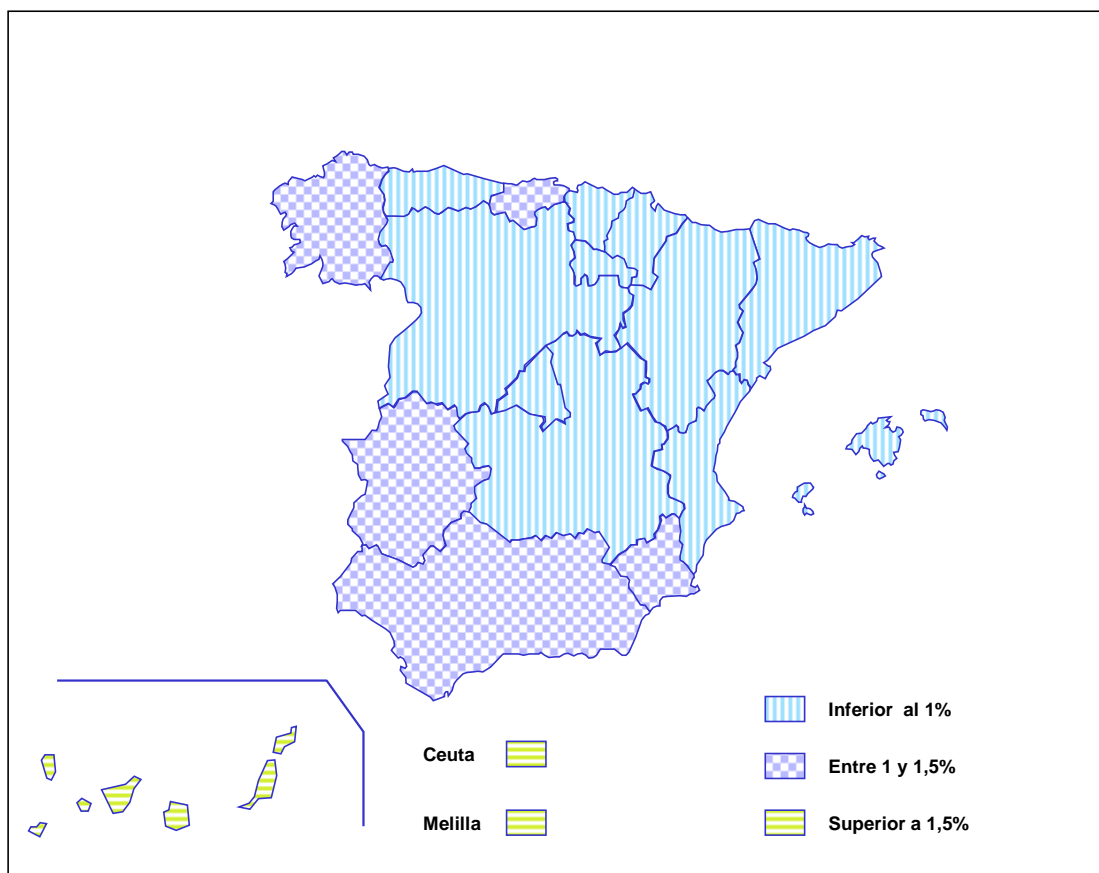 Ceuta
Melilla
Inferior al 1%
Entre 1 y 1,5%
Superior a 1,5%